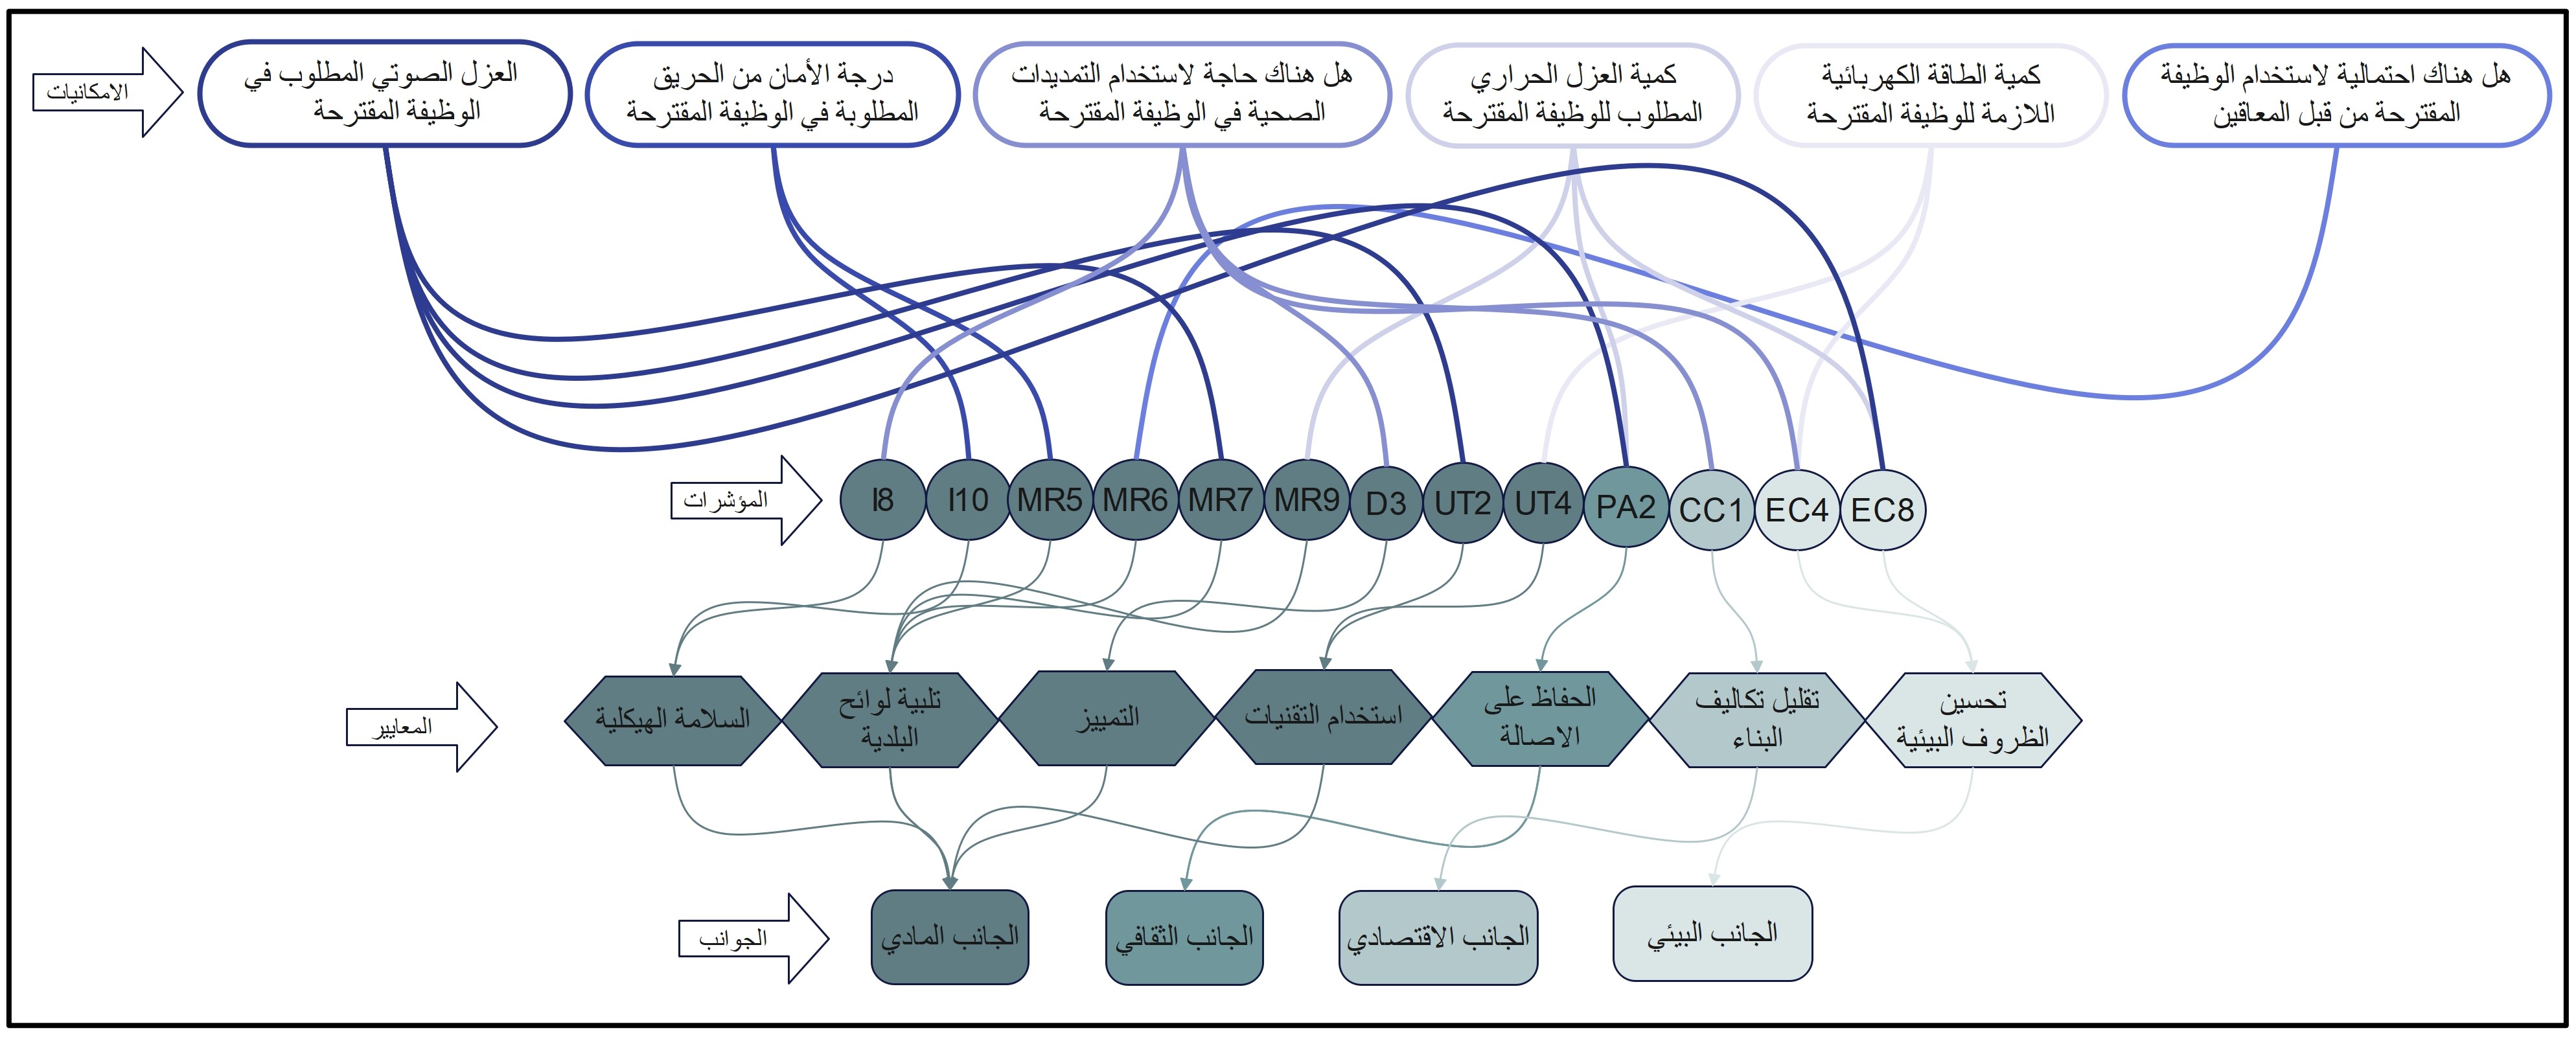 الامكانيات
العزل الصوتي المطلوب في
الوظيفة المقترحة
درجة الأمان من الحريق
المطلوبة في الوظيفة المقترحة
هل هناك حاجة لاستخدام التمديدات
الصحية في الوظيفة المقترحة
كمية العزل الحراري
المطلوب للوظيفة المقترحة
كمية الطاقة الكهربائية
اللازمة للوظيفة المقترحة
هل هناك احتمالية لاستخدام الوظيفة
المقترحة من قبل المعاقين
المؤشرات
I8
I10
MR5
MR6
MR7
MR9
D3
UT2
UT4
PA2
CC1
EC4
EC8
المعايير
السلامة الهيكلية
تلبية لوائح
البلدية
التمييز
استخدام التقنيات
الحفاظ على
الاصالة
تقليل تكاليف
البناء
تحسين
الظروف البيئية
الجوانب
الجانب المادي
الجانب الثقافي
الجانب الاقتصادي
الجانب البيئي